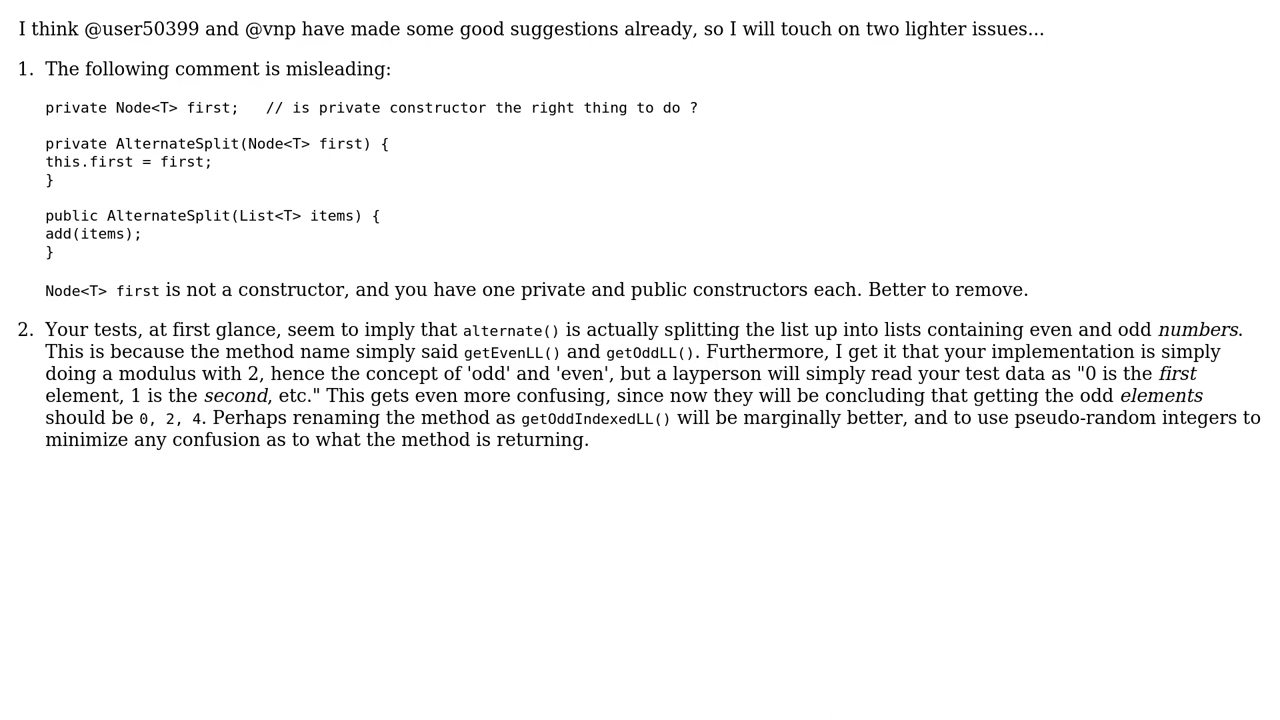 I think @user50399 and @vnp have made some good suggestions already, so I will touch on two lighter issues...
1. The following comment is misleading:
private Node<T> first;   // is private constructor the right thing to do ?
private AlternateSplit(Node<T> first) {
this.first = first;
}
public AlternateSplit(List<T> items) {
add(items);
}
Node<T> first is not a constructor, and you have one private and public constructors each. Better to remove.
2. Your tests, at first glance, seem to imply that alternate() is actually splitting the list up into lists containing even and odd numbers.
This is because the method name simply said getEvenLL() and getOddLL(). Furthermore, I get it that your implementation is simply
doing a modulus with 2, hence the concept of 'odd' and 'even', but a layperson will simply read your test data as "0 is the first
element, 1 is the second, etc." This gets even more confusing, since now they will be concluding that getting the odd elements
should be 0, 2, 4. Perhaps renaming the method as getOddIndexedLL() will be marginally better, and to use pseudo-random integers to
minimize any confusion as to what the method is returning.